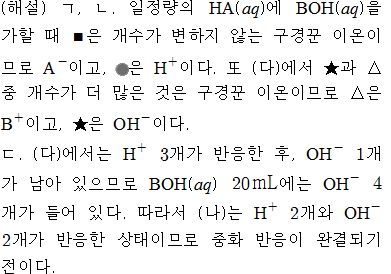 (해설) ㄱ, ㄴ. 일정량의 HA(aq)에 BOH(aq)을
가할 때 ■은 개수가 변하지 않는 구경꾼 이온이
므로 A⁻이고, ●은 H⁺이다. 또 (다)에서 ★과 △
중 개수가 더 많은 것은 구경꾼 이온이므로 △은
B⁺이고, ★은 OH⁻이다.
ㄷ. (다)에서는 H⁺ 3개가 반응한 후, OH⁻ 1개
가 남아 있으므로 BOH(aq) 20mL에는 OH⁻ 4
개가 들어 있다. 따라서 (나)는 H⁺ 2개와 OH⁻
2개가 반응한 상태이므로 중화 반응이 완결되기
전이다.